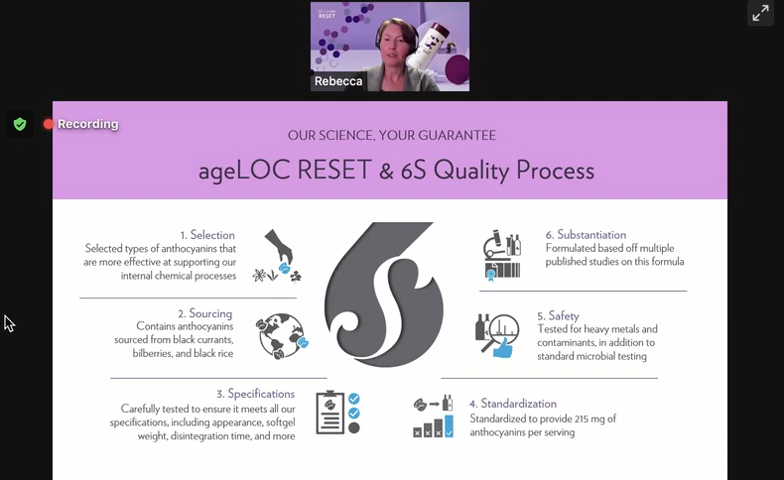 RESET
Rebecca
Recording
OUR SCIENCE, YOUR GUARANTEE
ageLOC RESET & 6S Quality Process
1. Selection
Selected types of anthocyanins that
are more effective at supporting our
internal chemical processes
2. Sourcing
Contains anthocyanins
sourced from black currants,
bilberries, and black rice
3. Specifications
Carefully tested to ensure it meets all our
specifications, including appearance, softgel
weight, disintegration time, and more
6S
6. Substantiation
Formulated based off multiple
published studies on this formula
5. Safety
Tested for heavy metals and
contaminants, in addition to
standard microbial testing
4. Standardization
Standardized to provide 215 mg of
anthocyanins per serving